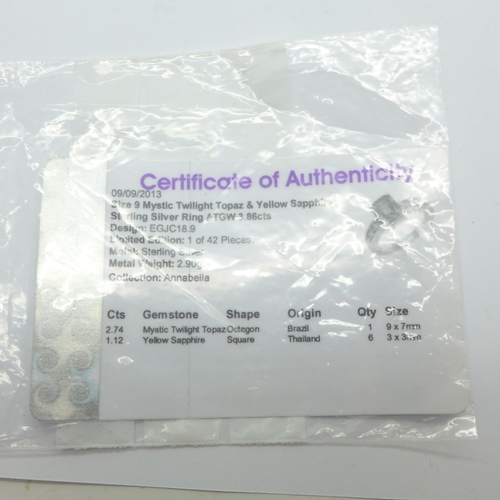 Certificate of Authenticity
09/09/2013
Size 9 Mystic Twilight Topaz & Yellow Sapphire
Sterling Silver Ring ATGW 3.86cts
Design: EGJC18.9
Limited Edition: 1 of 42 Pieces
Metal: Sterling Silver
Metal Weight: 2.90g
Collection: Annabella
Cts Gemstone Shape Origin Qty Size
2.74 Mystic Twilight Topaz Octegon Brazil 1 9 x 7mm
1.12 Yellow Sapphire Square Thailand 6 3 x 3mm